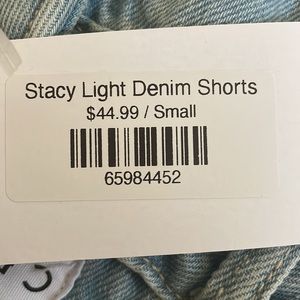 Stacy Light Denim Shorts
$44.99 / Small
65984452